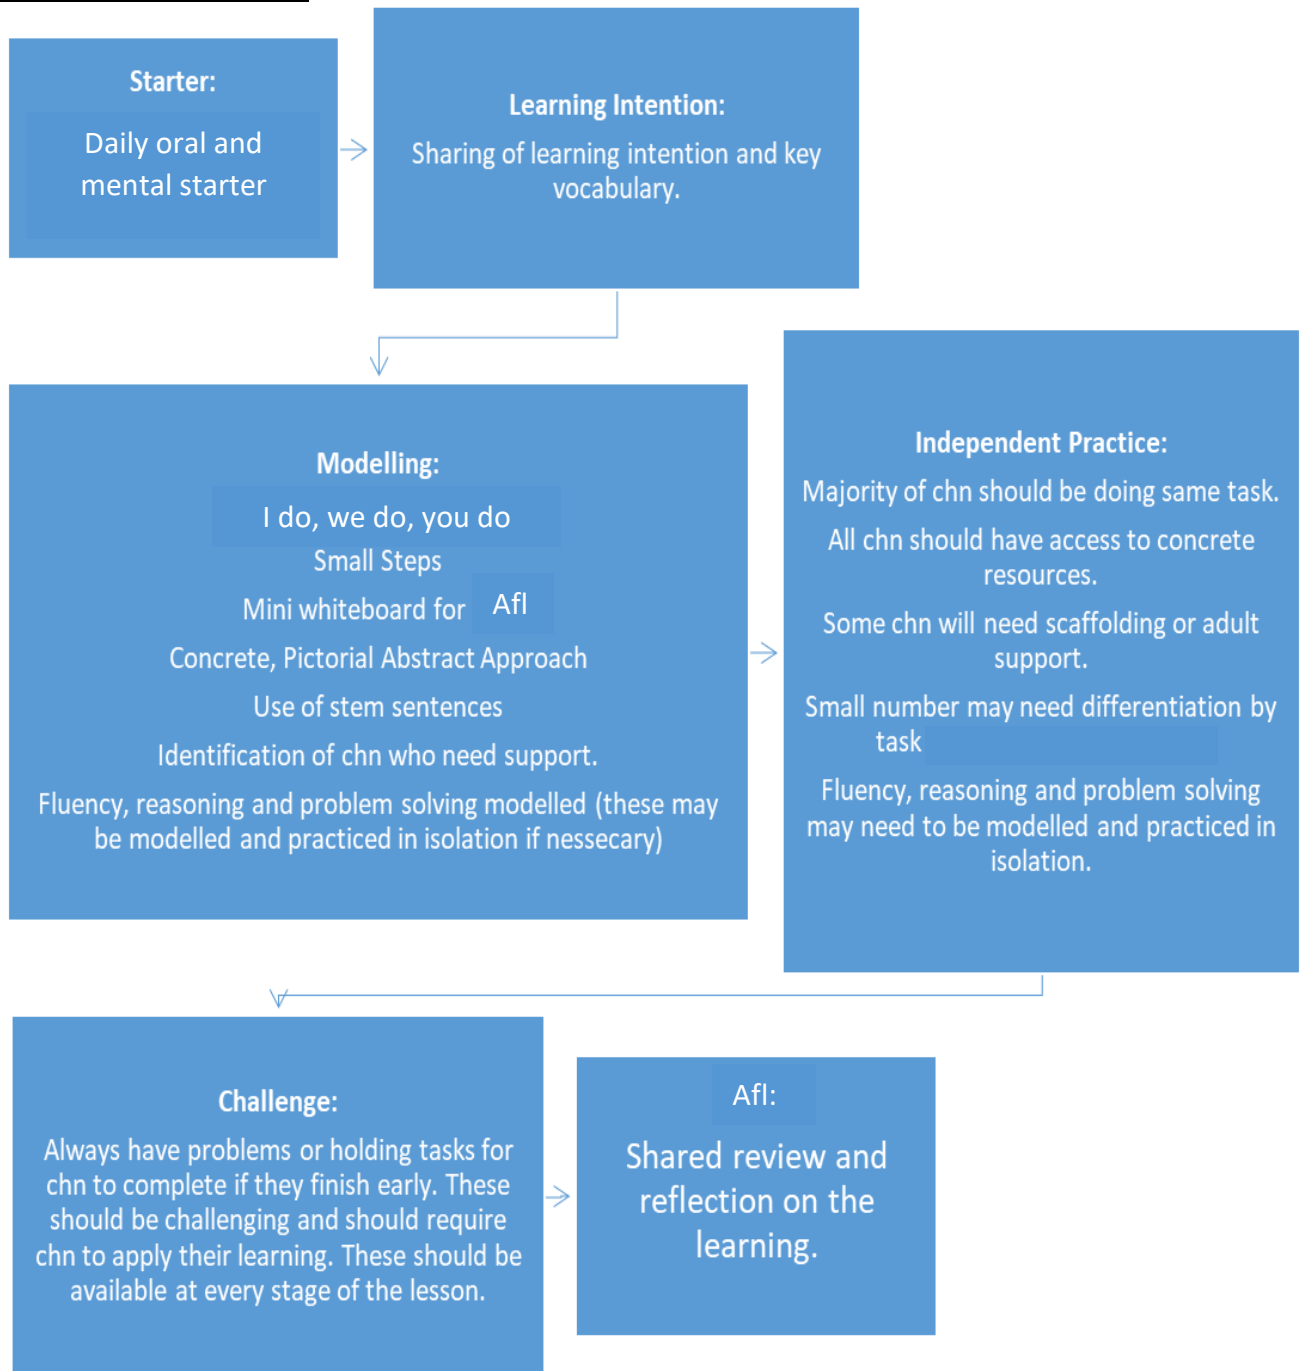 Starter:
Daily oral and
mental starter
Learning Intention:
Sharing of learning intention and key
vocabulary.
Modelling:
I do, we do, you do
Small Steps
Mini whiteboard for Afl
Concrete, Pictorial Abstract Approach
Use of stem sentences
Identification of chn who need support.
Fluency, reasoning and problem solving modelled (these may
be modelled and practiced in isolation if nessecary)
Independent Practice:
Majority of chn should be doing same task.
All chn should have access to concrete
resources.
Some chn will need scaffolding or adult
support.
Small number may need differentiation by
task
Fluency, reasoning and problem solving
may need to be modelled and practiced in
isolation.
Challenge:
Always have problems or holding tasks for
chn to complete if they finish early. These
should be challenging and should require
chn to apply their learning. These should be
available at every stage of the lesson.
Afl:
Shared review and
reflection on the
learning.